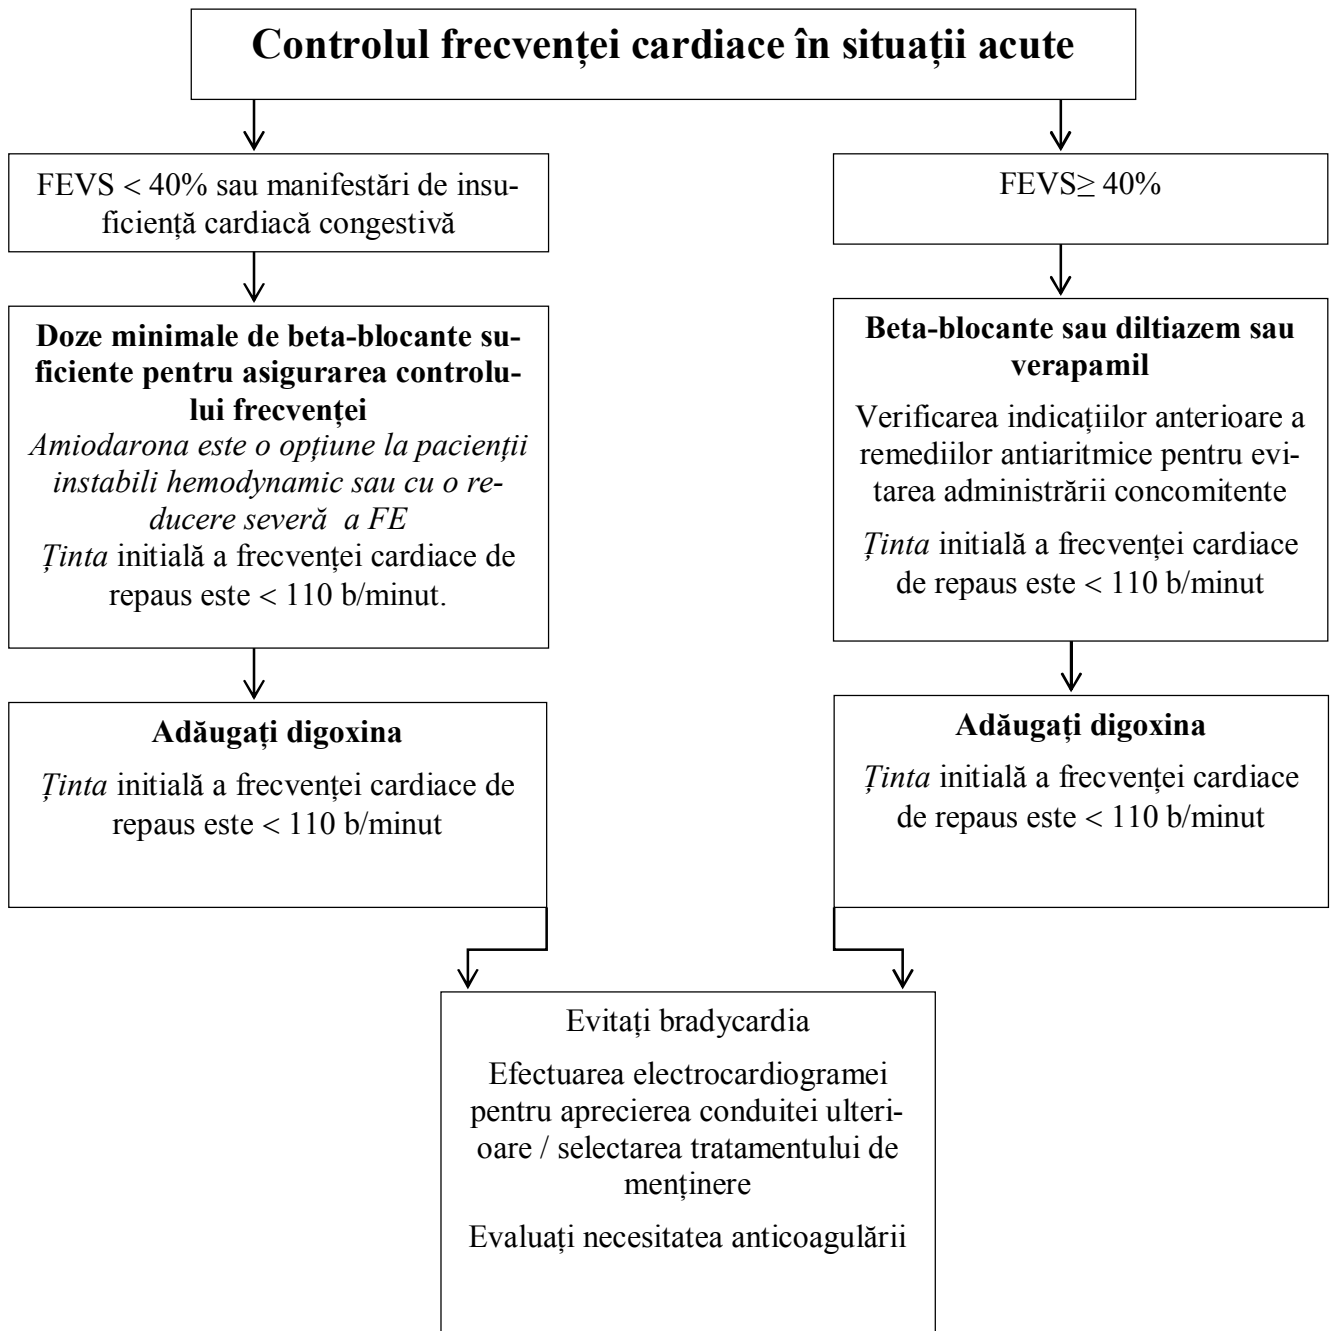 Controlul frecvenței cardiace în situații acute
FEVS < 40% sau manifestări de insu-
ficiență cardiacă congestivă
FEVS≥ 40%
Doze minimale de beta-blocante su-
ficiente pentru asigurarea controlu-
lui frecvenței
Amiodarona este o opțiune la pacienții
instabili hemodynamic sau cu o re-
ducere severă a FE
Ținta initială a frecvenței cardiace de
repaus este < 110 b/minut.
Beta-blocante sau diltiazem sau
verapamil
Verificarea indicațiilor anterioare a
remediilor antiaritmice pentru evi-
tarea administrării concomitente
Ținta initială a frecvenței cardiace
de repaus este < 110 b/minut
Adăugați digoxina
Ținta initială a frecvenței cardiace de
repaus este < 110 b/minut
Adăugați digoxina
Ținta initială a frecvenței cardiace
de repaus este < 110 b/minut
Evitați bradycardia
Efectuarea electrocardiogramei
pentru aprecierea conduitei ulteri-
oare / selectarea tratamentului de
menținere
Evaluați necesitatea anticoagulării